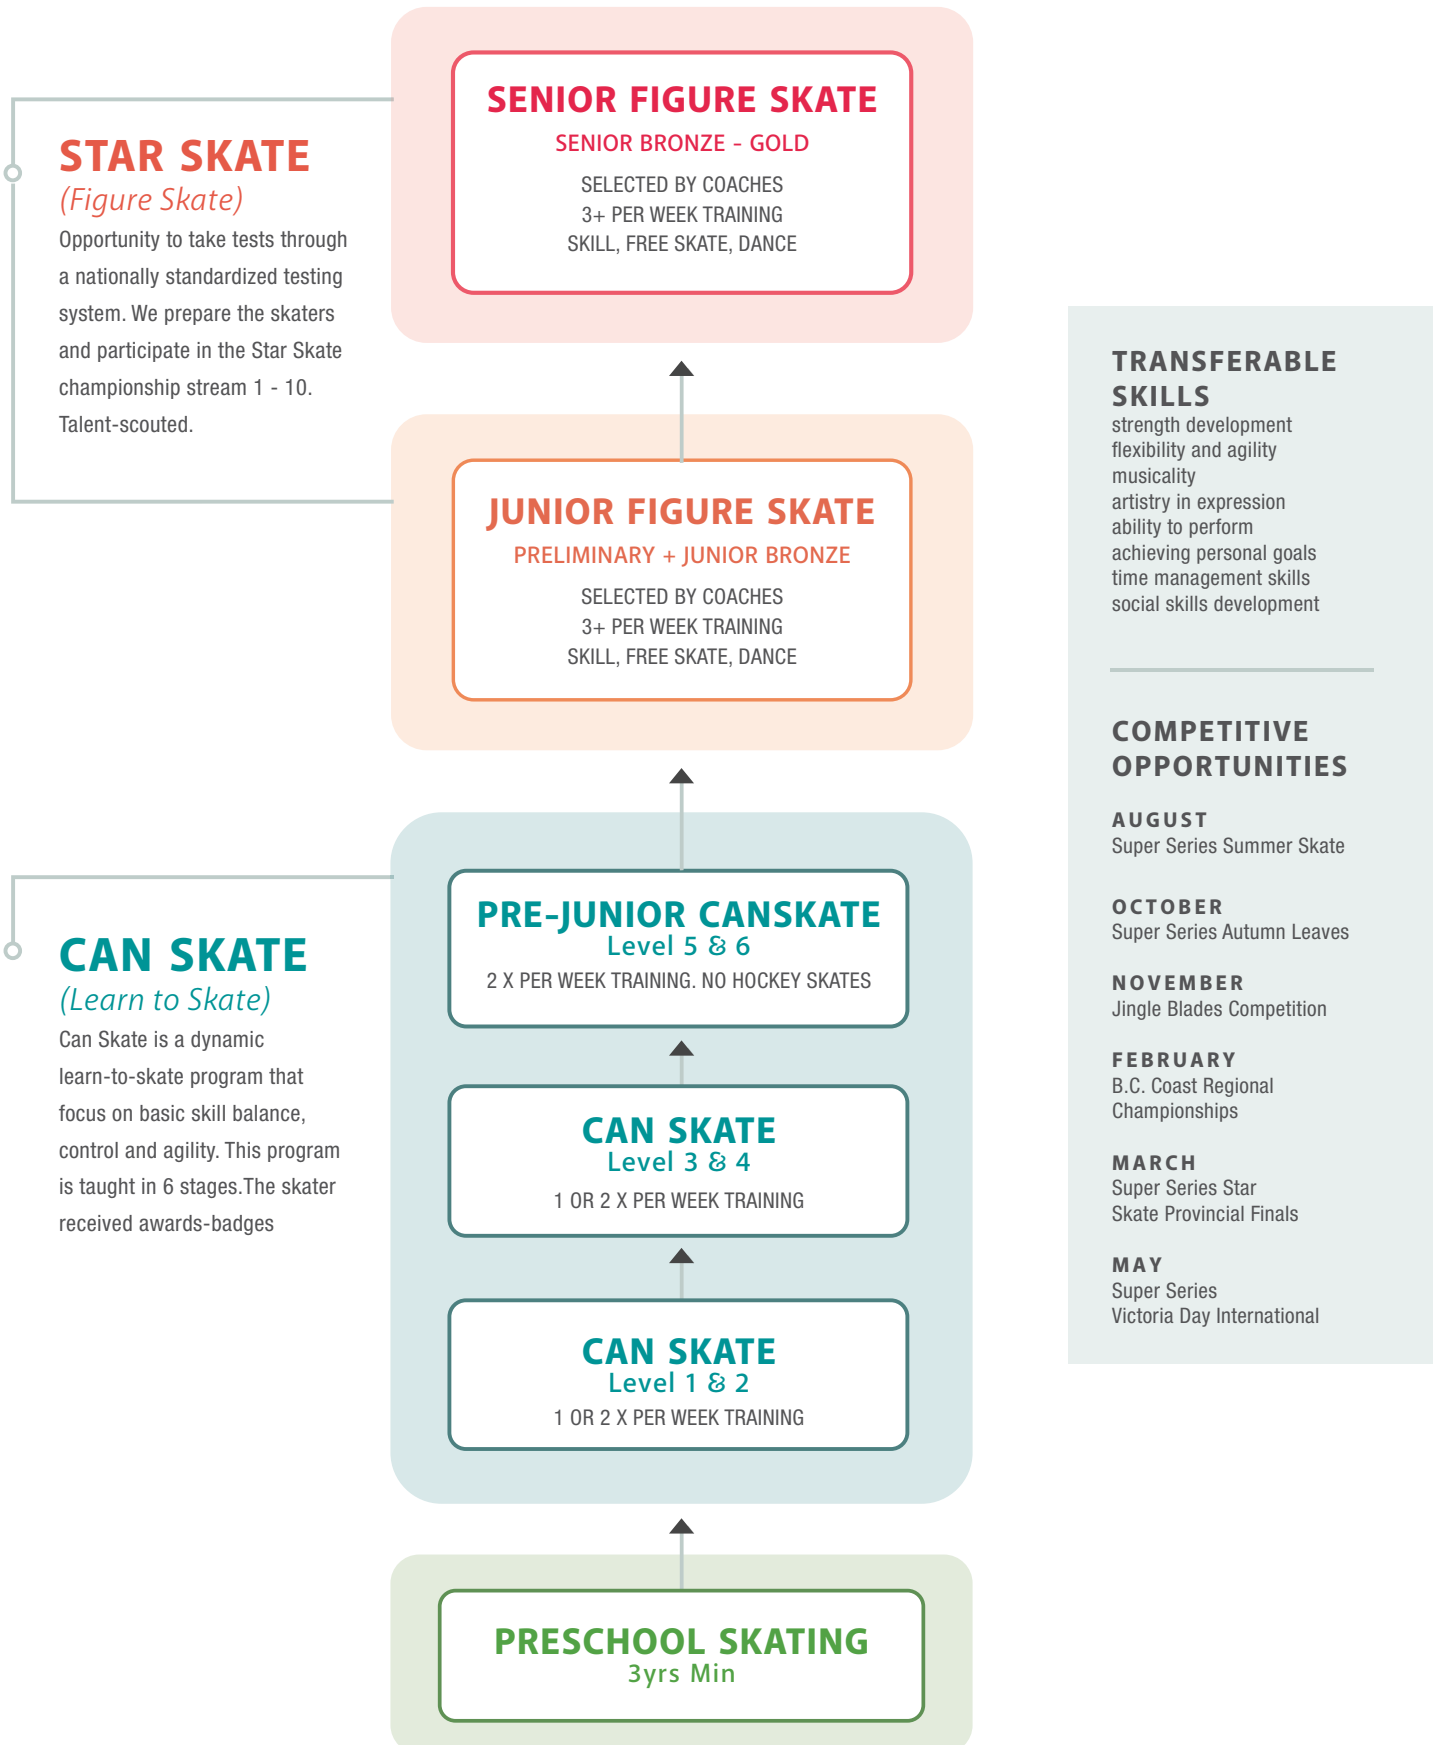 SENIOR FIGURE SKATE
SENIOR BRONZE - GOLD
SELECTED BY COACHES
3+ PER WEEK TRAINING
SKILL, FREE SKATE, DANCE
STAR SKATE
(Figure Skate)
Opportunity to take tests through
a nationally standardized testing
system. We prepare the skaters
and participate in the Star Skate
championship stream 1 - 10.
Talent-scouted.
JUNIOR FIGURE SKATE
PRELIMINARY + JUNIOR BRONZE
SELECTED BY COACHES
3+ PER WEEK TRAINING
SKILL, FREE SKATE, DANCE
PRE-JUNIOR CANSKATE
Level 5 & 6
2 X PER WEEK TRAINING. NO HOCKEY SKATES
CAN SKATE
(Learn to Skate)
Can Skate is a dynamic
learn-to-skate program that
focus on basic skill balance,
control and agility. This program
is taught in 6 stages.The skater
received awards-badges
CAN SKATE
Level 3 & 4
1 OR 2 X PER WEEK TRAINING
CAN SKATE
Level 1 & 2
1 OR 2 X PER WEEK TRAINING
PRESCHOOL SKATING
3yrs Min
TRANSFERABLE
SKILLS
strength development
flexibility and agility
musicality
artistry in expression
ability to perform
achieving personal goals
time management skills
social skills development
COMPETITIVE
OPPORTUNITIES
AUGUST
Super Series Summer Skate
OCTOBER
Super Series Autumn Leaves
NOVEMBER
Jingle Blades Competition
FEBRUARY
B.C. Coast Regional
Championships
MARCH
Super Series Star
Skate Provincial Finals
MAY
Super Series
Victoria Day International